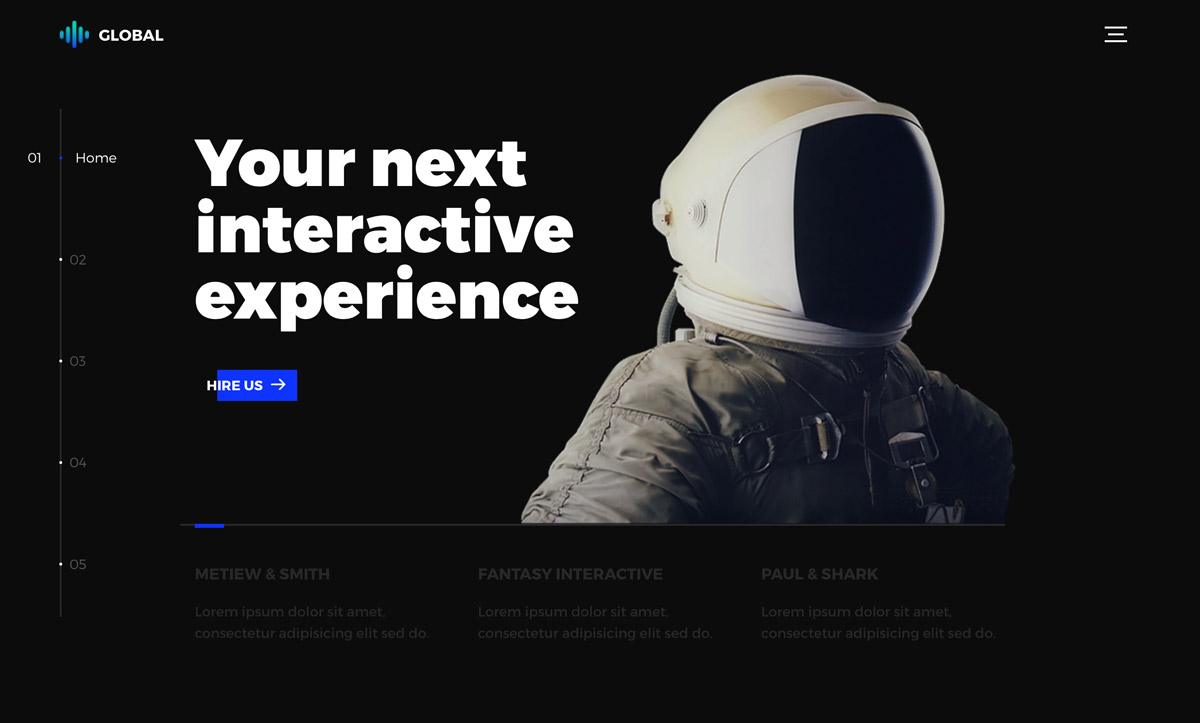 GLOBAL
01 Home
Your next
interactive
experience
02
03
HIRE US
04
05
METIEW & SMITH
Lorem ipsum dolor sit amet,
consectetur adipisicing elit sed do.
FANTASY INTERACTIVE
Lorem ipsum dolor sit amet,
consectetur adipisicing elit sed do.
PAUL & SHARK
Lorem ipsum dolor sit amet,
consectetur adipisicing elit sed do.